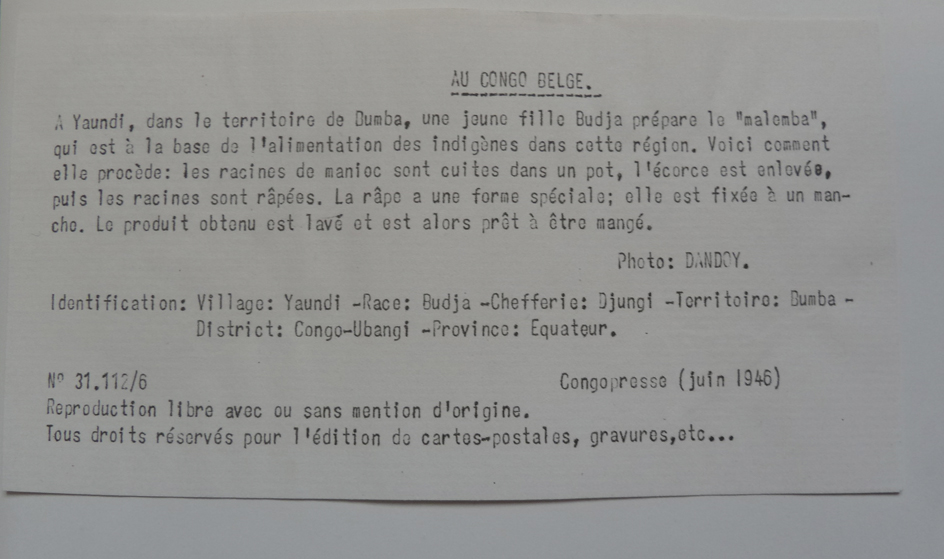 AU CONGO BELGE.
A Yaundi, dans le territoire de Bumba, une jeune fille Budja prépare le "malemba",
qui est à la base de l'alimentation des indigènes dans cette région. Voici comment
elle procède: les racines de manioc sont cuites dans un pot, l'écorce est enlevée,
puis les racines sont râpées. La râpe a une forme spéciale; elle est fixée à un man-
che. Le produit obtenu est lavé et est alors prêt à être mangé.
Photo: DANDOY.
Identification: Village: Yaundi -Race: Budja -Chefferie: Djungi -Territoire: Bumba -
District: Congo-Ubangi -Province: Equateur.
N° 31.112/6
Congopresse (juin 1946)
Reproduction libre avec ou sans mention d'origine.
Tous droits réservés pour l'édition de cartes-postales, gravures,etc...